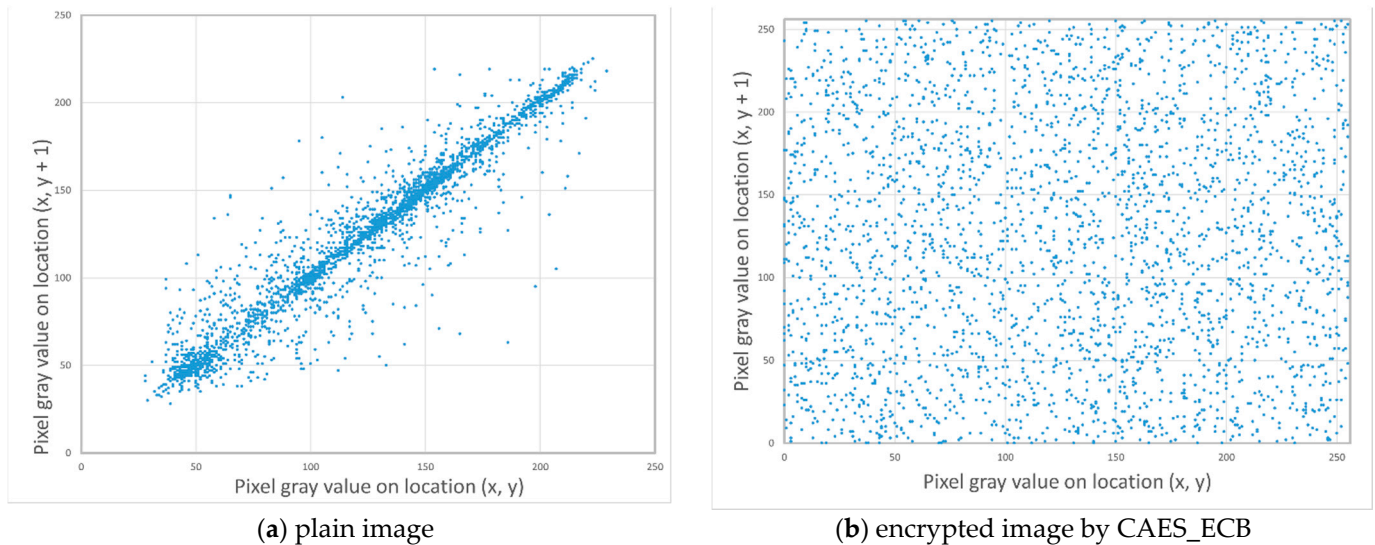 250
200
150
100
50
0
Pixel gray value on location (x, y + 1)
0 50 100 150 200 250
Pixel gray value on location (x, y)
(a) plain image
250
200
150
100
50
0
Pixel gray value on location (x, y + 1)
0 50 100 150 200 250
Pixel gray value on location (x, y)
(b) encrypted image by CAES_ECB